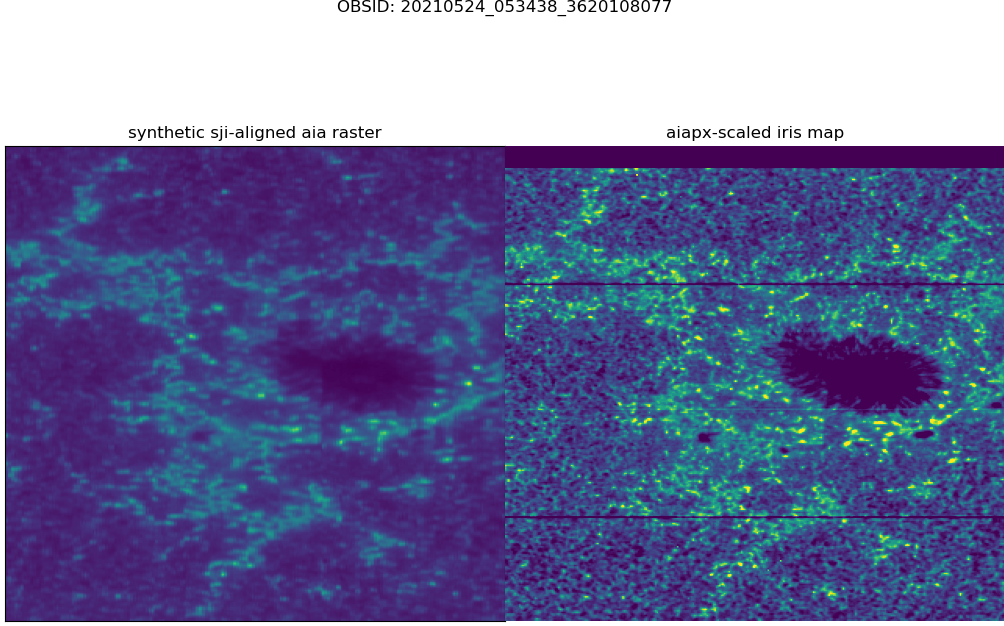 OBSID: 20210524_053438_3620108077
synthetic sji-aligned aia raster
aiapx-scaled iris map